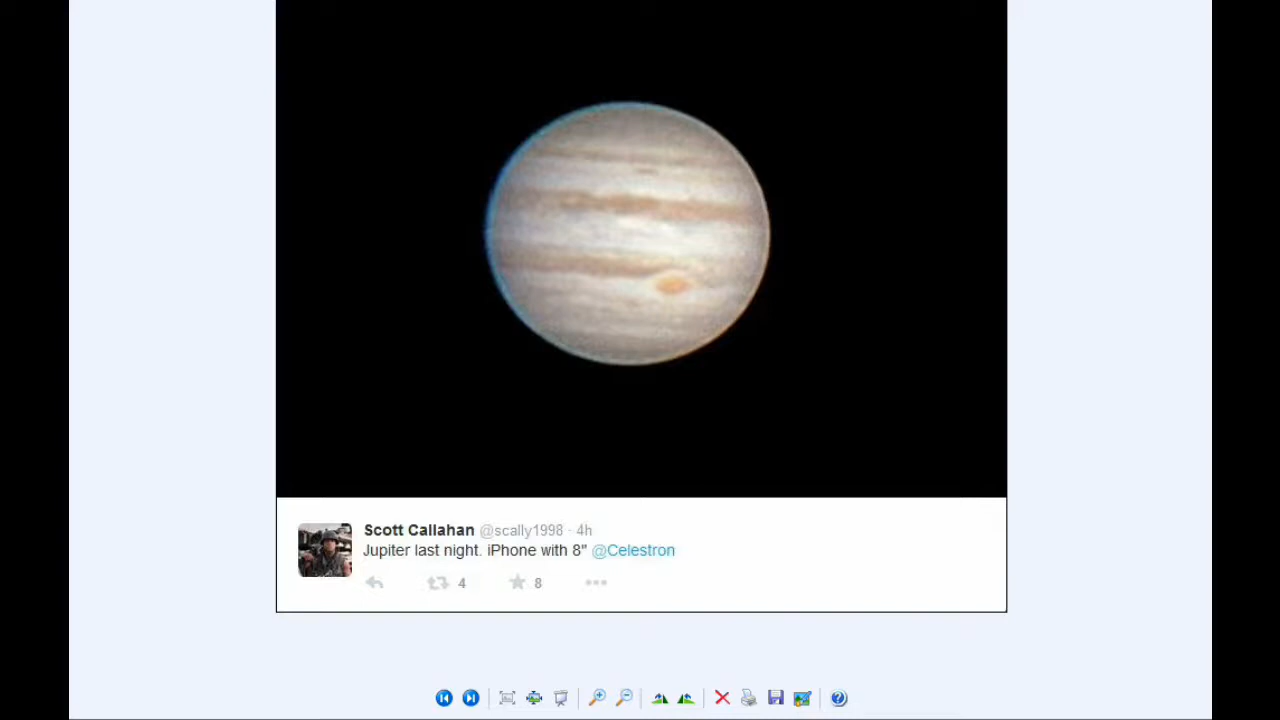 Scott Callahan @scally1998 · 4h
Jupiter last night. iPhone with 8" @Celestron
4 8